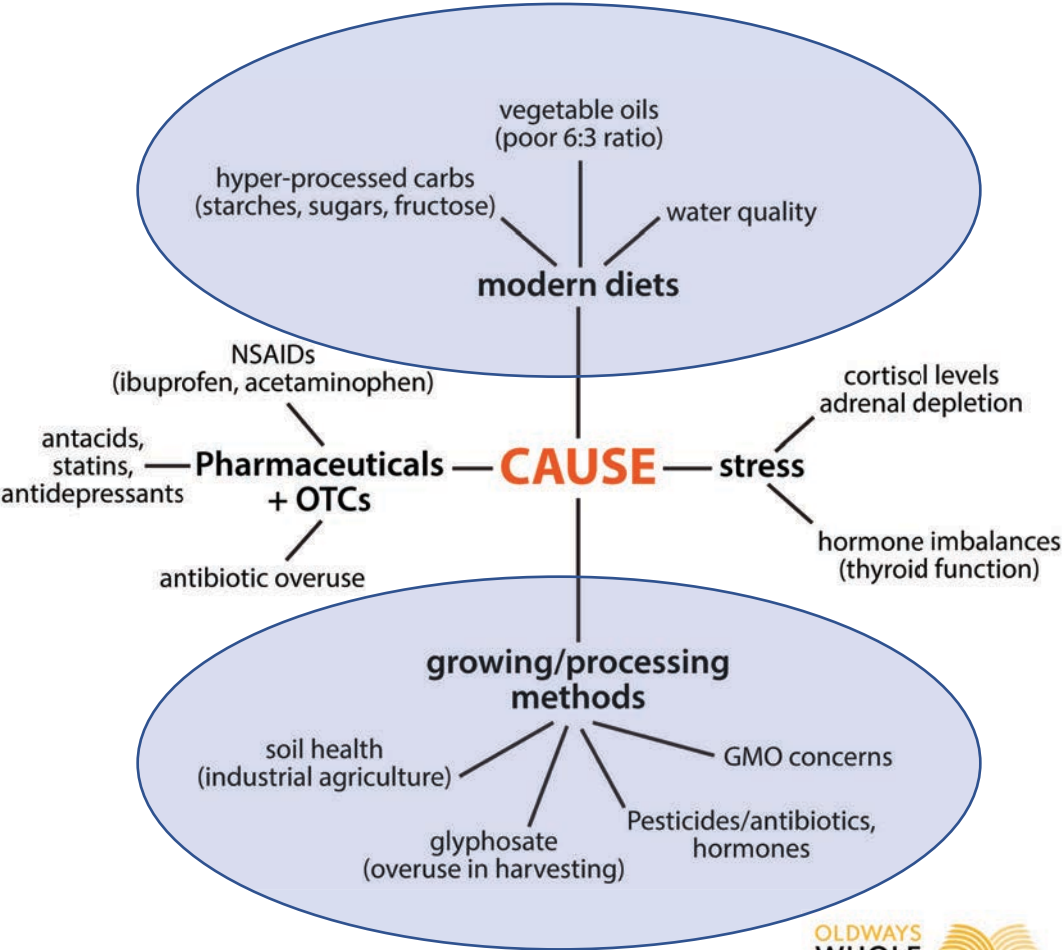 vegetable oils
(poor 6:3 ratio)
hyper-processed carbs
(starches, sugars, fructose)
water quality
modern diets
NSAIDs
(ibuprofen, acetaminophen)
cortisol levels
adrenal depletion
antacids,
statins,
antidepressants
Pharmaceuticals
+ OTCs
CAUSE
stress
antibiotic overuse
hormone imbalances
(thyroid function)
growing/processing
methods
soil health
(industrial agriculture)
GMO concerns
glyphosate
(overuse in harvesting)
Pesticides/antibiotics,
hormones
OLDWAYS
WHOLE